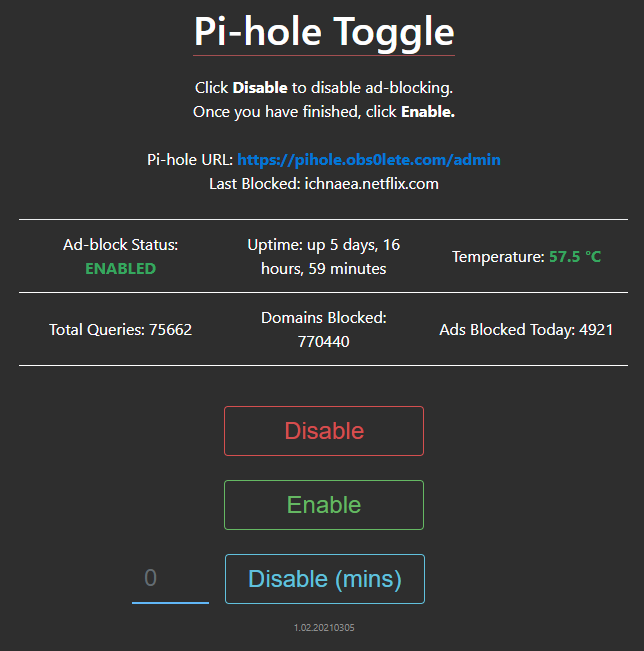 Pi-hole Toggle
Click Disable to disable ad-blocking.
Once you have finished, click Enable.
Pi-hole URL: https://pihole.obs0lete.com/admin
Last Blocked: ichnaea.netflix.com
Ad-block Status:
ENABLED
Uptime: up 5 days, 16
hours, 59 minutes
Temperature: 57.5 °C
Total Queries: 75662
Domains Blocked:
770440
Ads Blocked Today: 4921
Disable
Enable
0
Disable (mins)
1.02.20210305